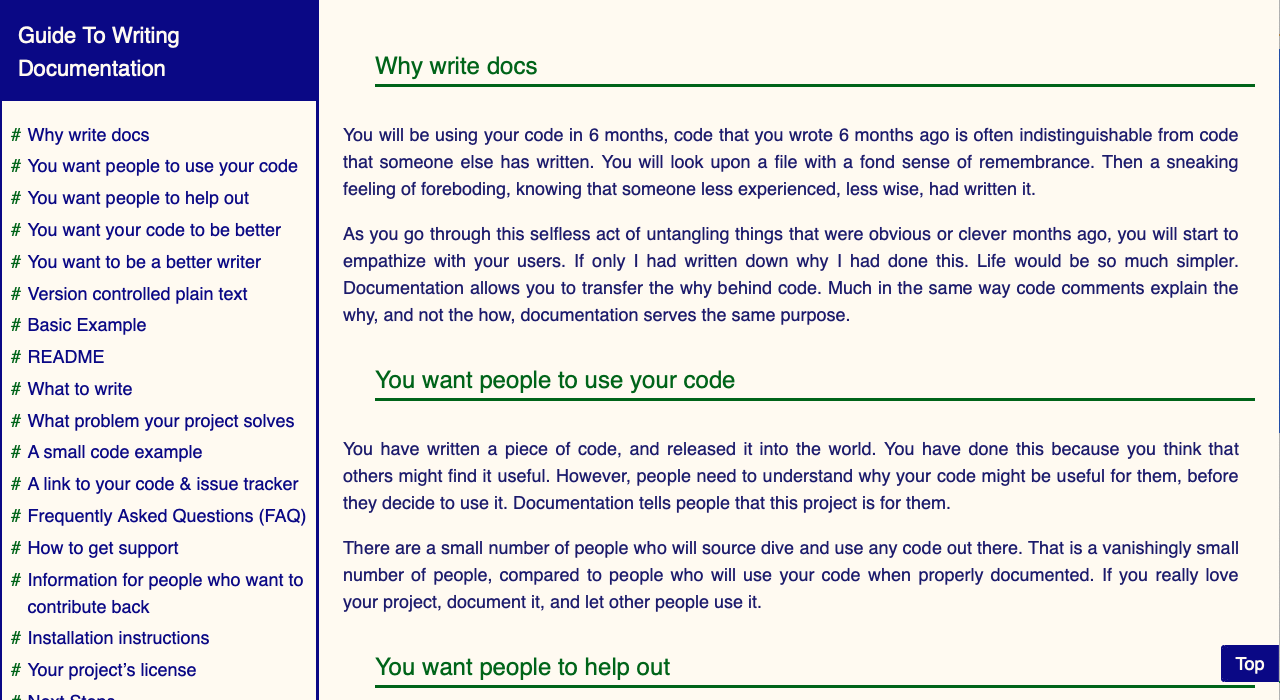 Guide To Writing
Documentation
# Why write docs
# You want people to use your code
# You want people to help out
# You want your code to be better
# You want to be a better writer
# Version controlled plain text
# Basic Example
# README
# What to write
# What problem your project solves
# A small code example
# A link to your code & issue tracker
# Frequently Asked Questions (FAQ)
# How to get support
# Information for people who want to
contribute back
# Installation instructions
# Your project’s license
# Next Steps
Why write docs
You will be using your code in 6 months, code that you wrote 6 months ago is often indistinguishable from code
that someone else has written. You will look upon a file with a fond sense of remembrance. Then a sneaking
feeling of foreboding, knowing that someone less experienced, less wise, had written it.
As you go through this selfless act of untangling things that were obvious or clever months ago, you will start to
empathize with your users. If only I had written down why I had done this. Life would be so much simpler.
Documentation allows you to transfer the why behind code. Much in the same way code comments explain the
why, and not the how, documentation serves the same purpose.
You want people to use your code
You have written a piece of code, and released it into the world. You have done this because you think that
others might find it useful. However, people need to understand why your code might be useful for them, before
they decide to use it. Documentation tells people that this project is for them.
There are a small number of people who will source dive and use any code out there. That is a vanishingly small
number of people, compared to people who will use your code when properly documented. If you really love
your project, document it, and let other people use it.
You want people to help out
Top